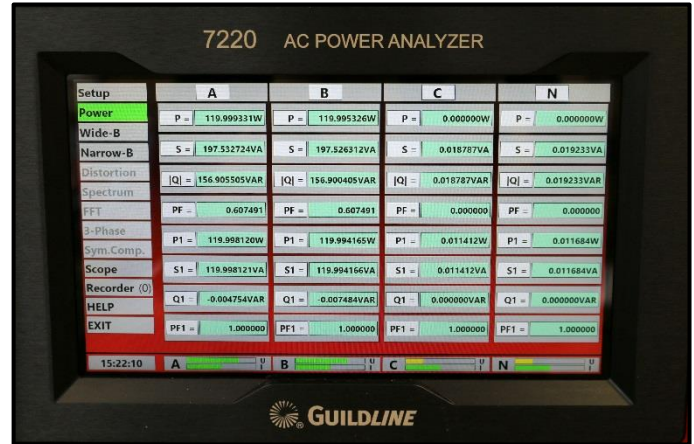 7220 AC POWER ANALYZER
Setup A B C N
Power P = 119.999331W P = 119.995326W P = 0.000000W P = 0.000000W
Wide-B
Narrow-B S = 197.532724VA S = 197.526312VA S = 0.018787VA S = 0.019233VA
Distortion |Q| = 156.905505VAR |Q| = 156.900405VAR |Q| = 0.018787VAR |Q| = 0.019233VAR
Spectrum
FFT PF = 0.607491 PF = 0.607491 PF = 0.000000 PF = 0.000000
3-Phase P1 = 119.998120W P1 = 119.994165W P1 = 0.011412W P1 = 0.011684W
Sym.Comp.
Scope S1 = 119.998121VA S1 = 119.994166VA S1 = 0.011412VA S1 = 0.011684VA
Recorder (0) Q1 = -0.004754VAR Q1 = -0.007484VAR Q1 = 0.000000VAR Q1 = 0.000000VAR
HELP
EXIT PF1 = 1.000000 PF1 = 1.000000 PF1 = 1.000000 PF1 = 1.000000
15:22:10 A U I B U I C U I N U I
GUILDLINE